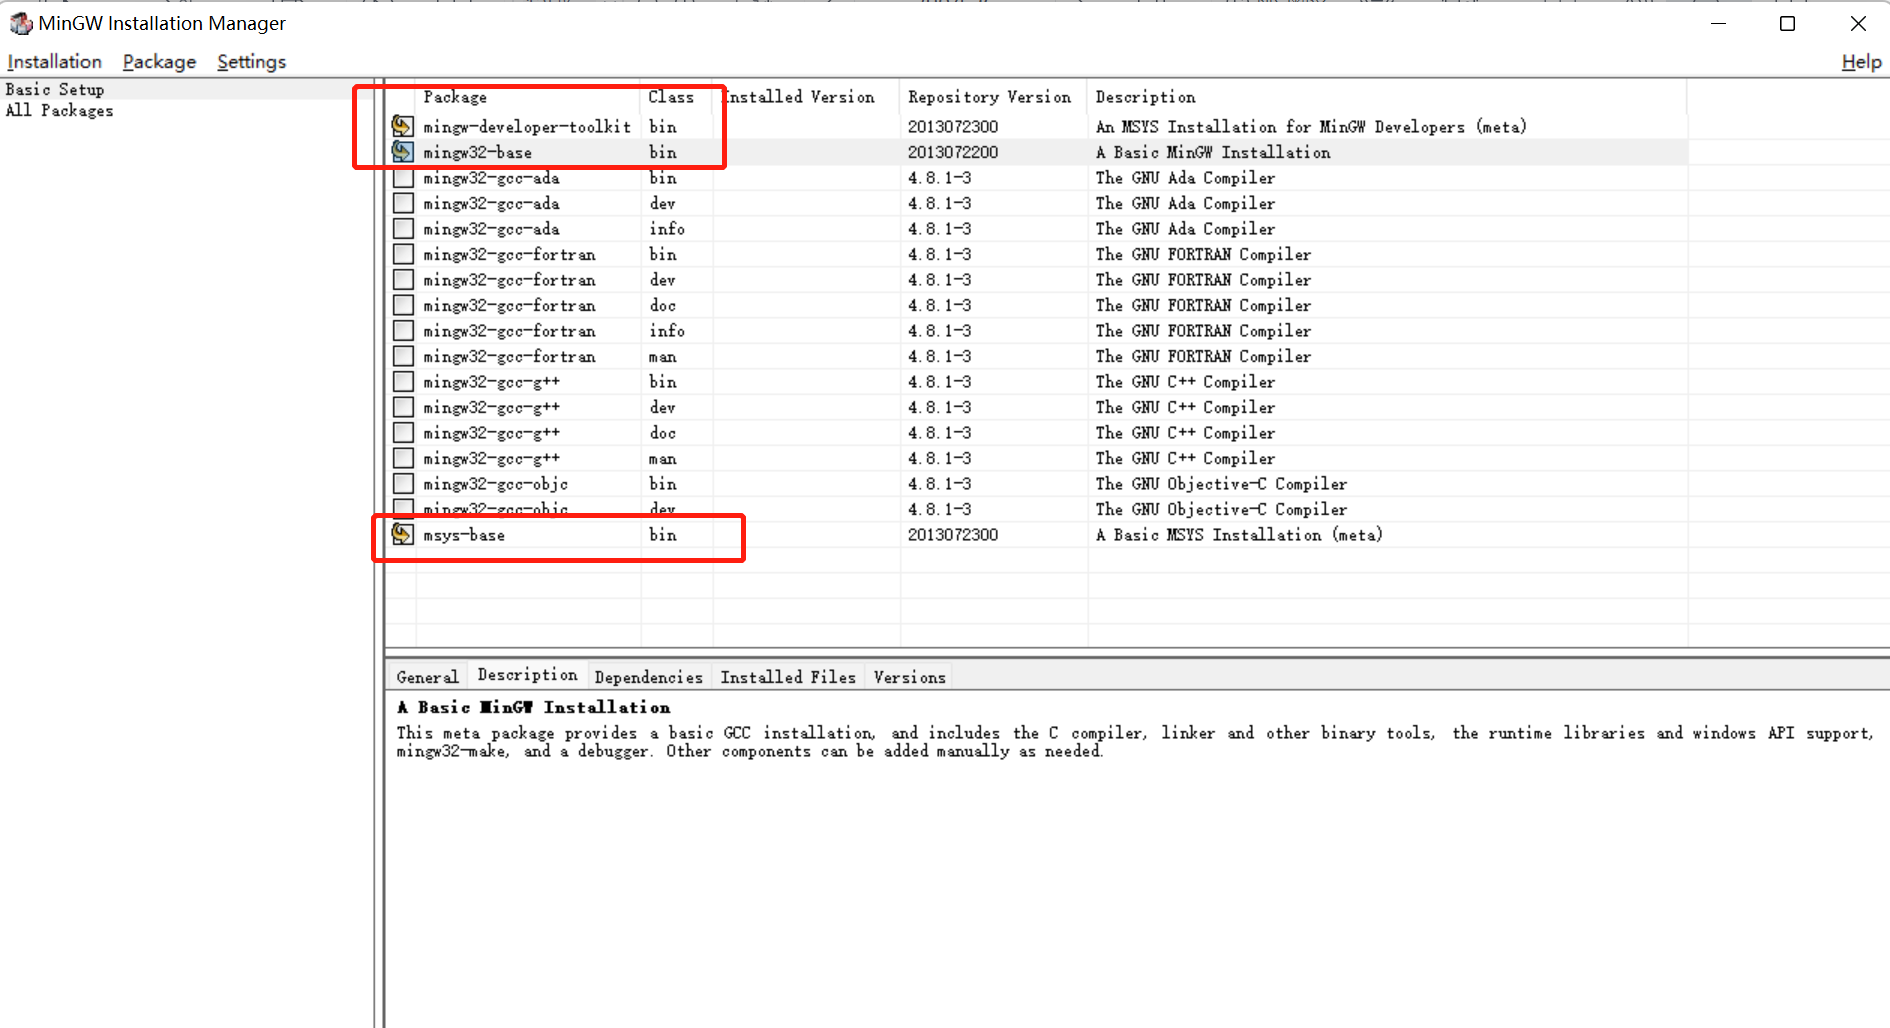 MinGW Installation Manager
Installation Package Settings Help
Basic Setup
All Packages
Package Class Installed Version Repository Version Description
mingw-developer-toolkit bin 2013072300 An MSYS Installation for MinGW Developers (meta)
mingw32-base bin 2013072200 A Basic MinGW Installation
mingw32-gcc-ada bin 4.8.1-3 The GNU Ada Compiler
mingw32-gcc-ada dev 4.8.1-3 The GNU Ada Compiler
mingw32-gcc-ada info 4.8.1-3 The GNU Ada Compiler
mingw32-gcc-fortran bin 4.8.1-3 The GNU FORTRAN Compiler
mingw32-gcc-fortran dev 4.8.1-3 The GNU FORTRAN Compiler
mingw32-gcc-fortran doc 4.8.1-3 The GNU FORTRAN Compiler
mingw32-gcc-fortran info 4.8.1-3 The GNU FORTRAN Compiler
mingw32-gcc-fortran man 4.8.1-3 The GNU FORTRAN Compiler
mingw32-gcc-g++ bin 4.8.1-3 The GNU C++ Compiler
mingw32-gcc-g++ dev 4.8.1-3 The GNU C++ Compiler
mingw32-gcc-g++ doc 4.8.1-3 The GNU C++ Compiler
mingw32-gcc-g++ man 4.8.1-3 The GNU C++ Compiler
mingw32-gcc-objc bin 4.8.1-3 The GNU Objective-C Compiler
mingw32-gcc-objc dev 4.8.1-3 The GNU Objective-C Compiler
msys-base bin 2013072300 A Basic MSYS Installation (meta)
General Description Dependencies Installed Files Versions
A Basic MinGW Installation
This meta package provides a basic GCC installation, and includes the C compiler, linker and other binary tools, the runtime libraries and windows API support,
mingw32-make, and a debugger. Other components can be added manually as needed.